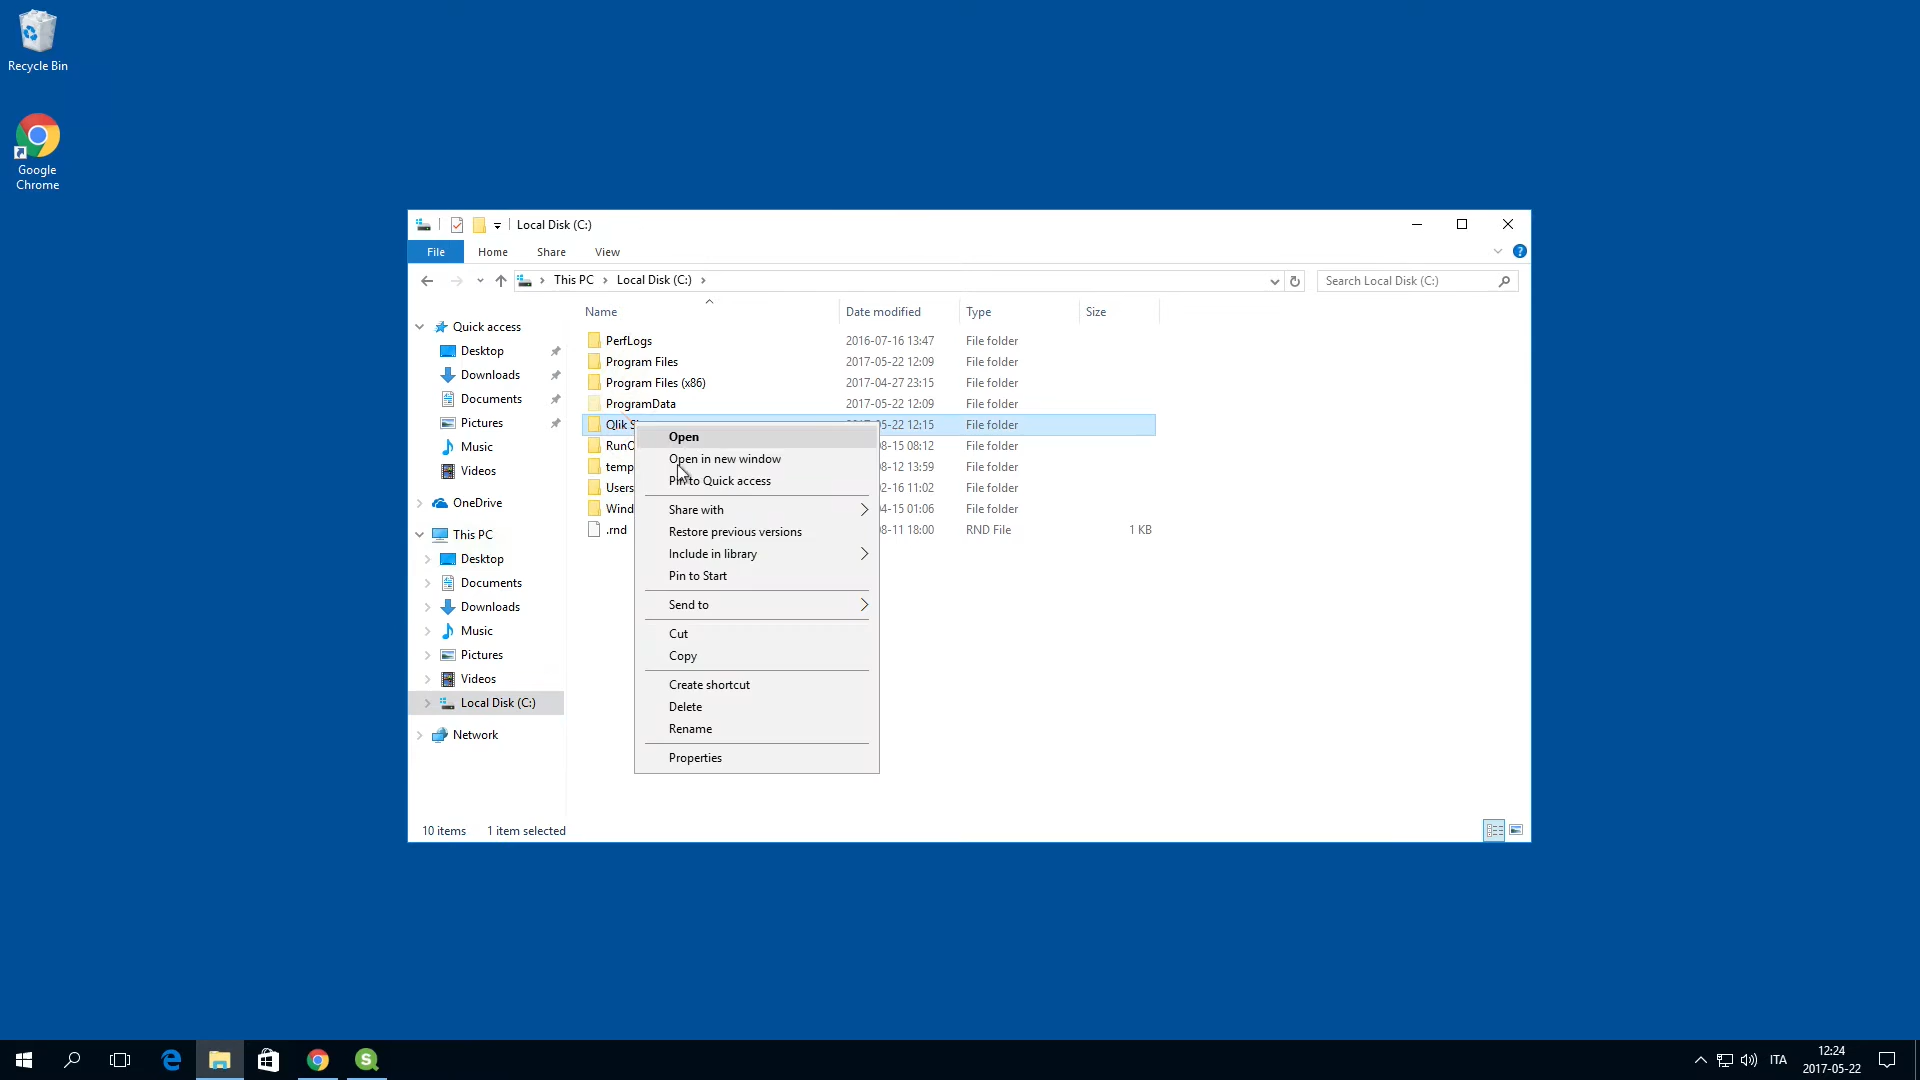 Recycle Bin
Google
Chrome
Local Disk (C:)
File Home Share View
This PC Local Disk (C:)
Search Local Disk (C:)
Name Date modified Type Size
Quick access
Desktop
Downloads
Documents
Pictures
Music
Videos
OneDrive
This PC
Desktop
Documents
Downloads
Music
Pictures
Videos
Local Disk (C:)
Network
PerfLogs 2016-07-16 13:47 File folder
Program Files 2017-05-22 12:09 File folder
Program Files (x86) 2017-04-27 23:15 File folder
ProgramData 2017-05-22 12:09 File folder
Qlik 05-22 12:15 File folder
08-15 08:12 File folder
temp 08-12 13:59 File folder
Users 02-16 11:02 File folder
Wind 04-15 01:06 File folder
.rnd 08-11 18:00 RND File 1 KB
Open
Open in new window
Pin to Quick access
Share with
Restore previous versions
Include in library
Pin to Start
Send to
Cut
Copy
Create shortcut
Delete
Rename
Properties
10 items 1 item selected
ITA
12:24
2017-05-22